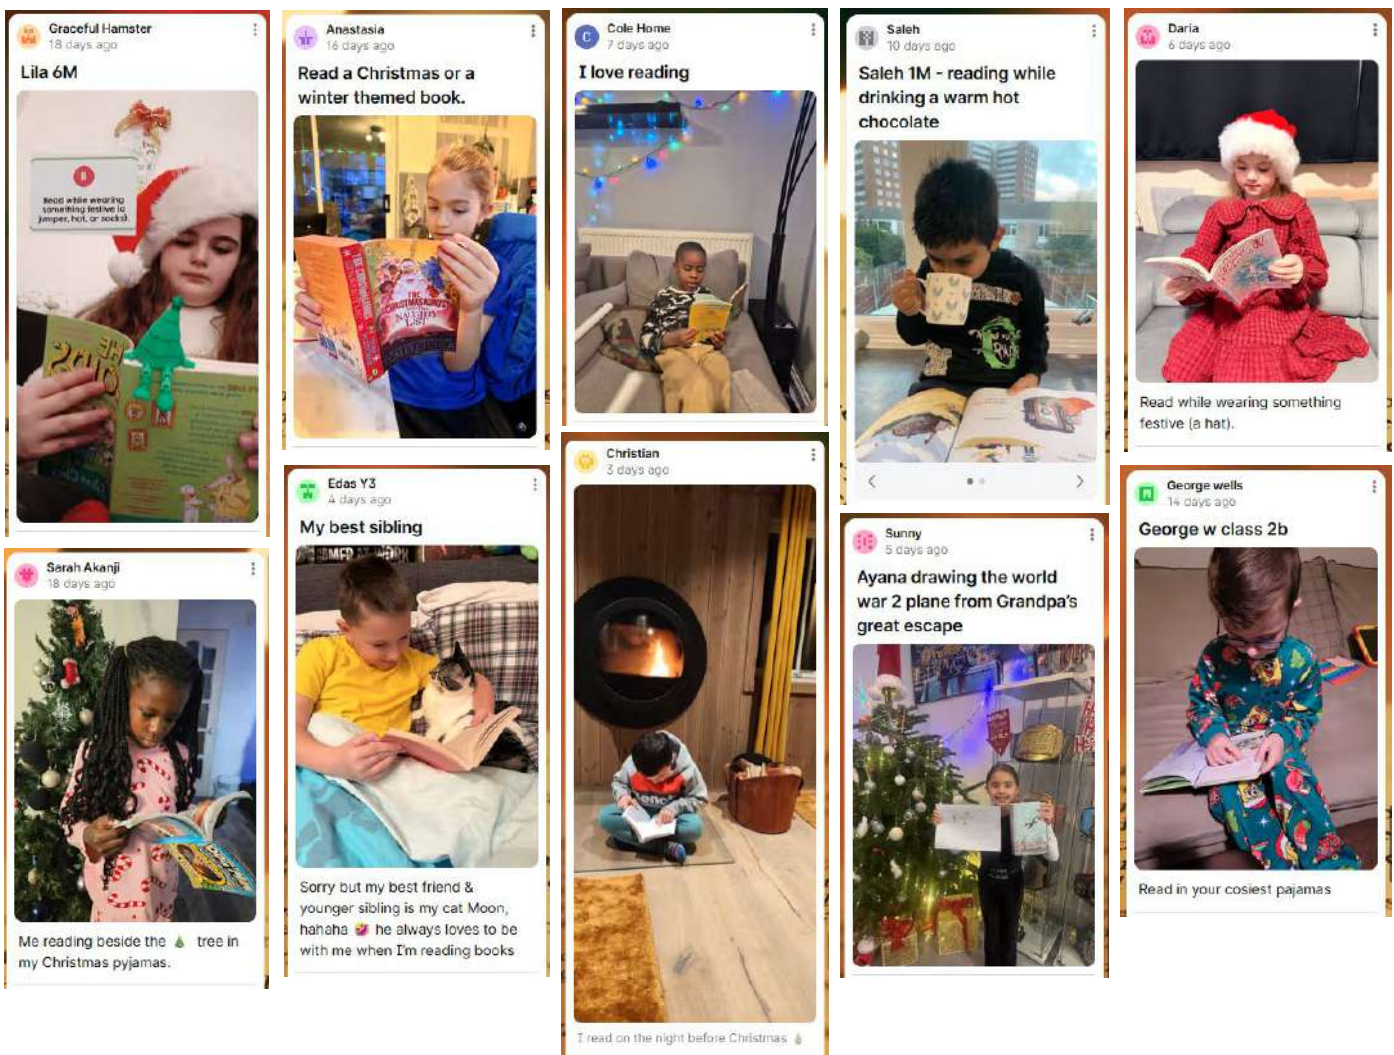 Graceful Hamster
18 days ago
Lila 6M
Read while wearing
something festive (a
jumper, hat, or socks).
Sarah Akanji
18 days ago
Me reading beside the 🎄 tree in
my Christmas pyjamas.
Anastasia
16 days ago
Read a Christmas or a
winter themed book.
THE
CHRISTMASAURUS
NAUGHTY
LIST
Edas Y3
4 days ago
My best sibling
Sorry but my best friend &
younger sibling is my cat Moon,
hahaha 🤣 he always loves to be
with me when I'm reading books
C
Cole Home
7 days ago
I love reading
Christian
3 days ago
I read on the night before Christmas 🎄
Saleh
10 days ago
Saleh 1M - reading while
drinking a warm hot
chocolate
Sunny
5 days ago
Ayana drawing the world
war 2 plane from Grandpa's
great escape
Daria
6 days ago
Read while wearing something
festive (a hat).
George wells
14 days ago
George w class 2b
Read in your cosiest pajamas